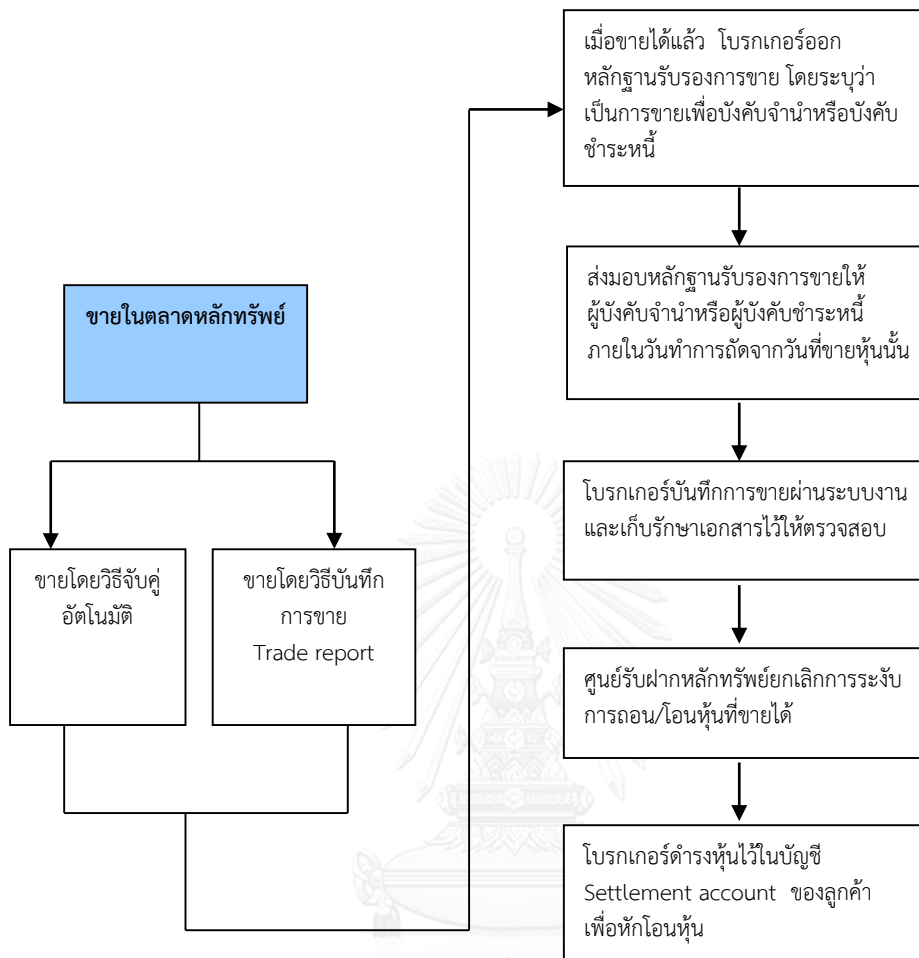 ขายในตลาดหลักทรัพย์
ขายโดยวิธีจับคู่
อัตโนมัติ
ขายโดยวิธีบันทึก
การขาย
Trade report
เมื่อขายได้แล้ว โบรกเกอร์ออก
หลักฐานรับรองการขาย โดยระบุว่า
เป็นการขายเพื่อบังคับจำนำหรือบังคับ
ชำระหนี้
ส่งมอบหลักฐานรับรองการขายให้
ผู้บังคับจำนำหรือผู้บังคับชำระหนี้
ภายในวันทำการถัดจากวันที่ขายหุ้นนั้น
โบรกเกอร์บันทึกการขายผ่านระบบงาน
และเก็บรักษาเอกสารไว้ให้ตรวจสอบ
ศูนย์รับฝากหลักทรัพย์ยกเลิกการระงับ
การถอน/โอนหุ้นที่ขายได้
โบรกเกอร์ดำรงหุ้นไว้ในบัญชี
Settlement account ของลูกค้า
เพื่อหักโอนหุ้น